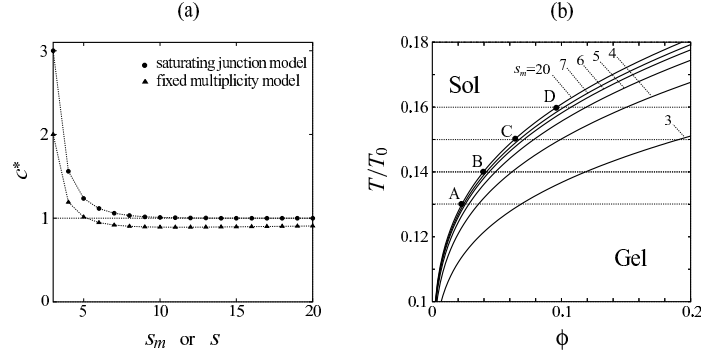 (a)
3
2
1
0
c*
saturating junction model
fixed multiplicity model
5
10
15
20
s_m or s
(b)
0.18
0.16
0.14
0.12
0.1
T/T_0
Sol
s_m=20
7
6
5
4
3
D
C
B
A
Gel
0
0.1
0.2
ϕ